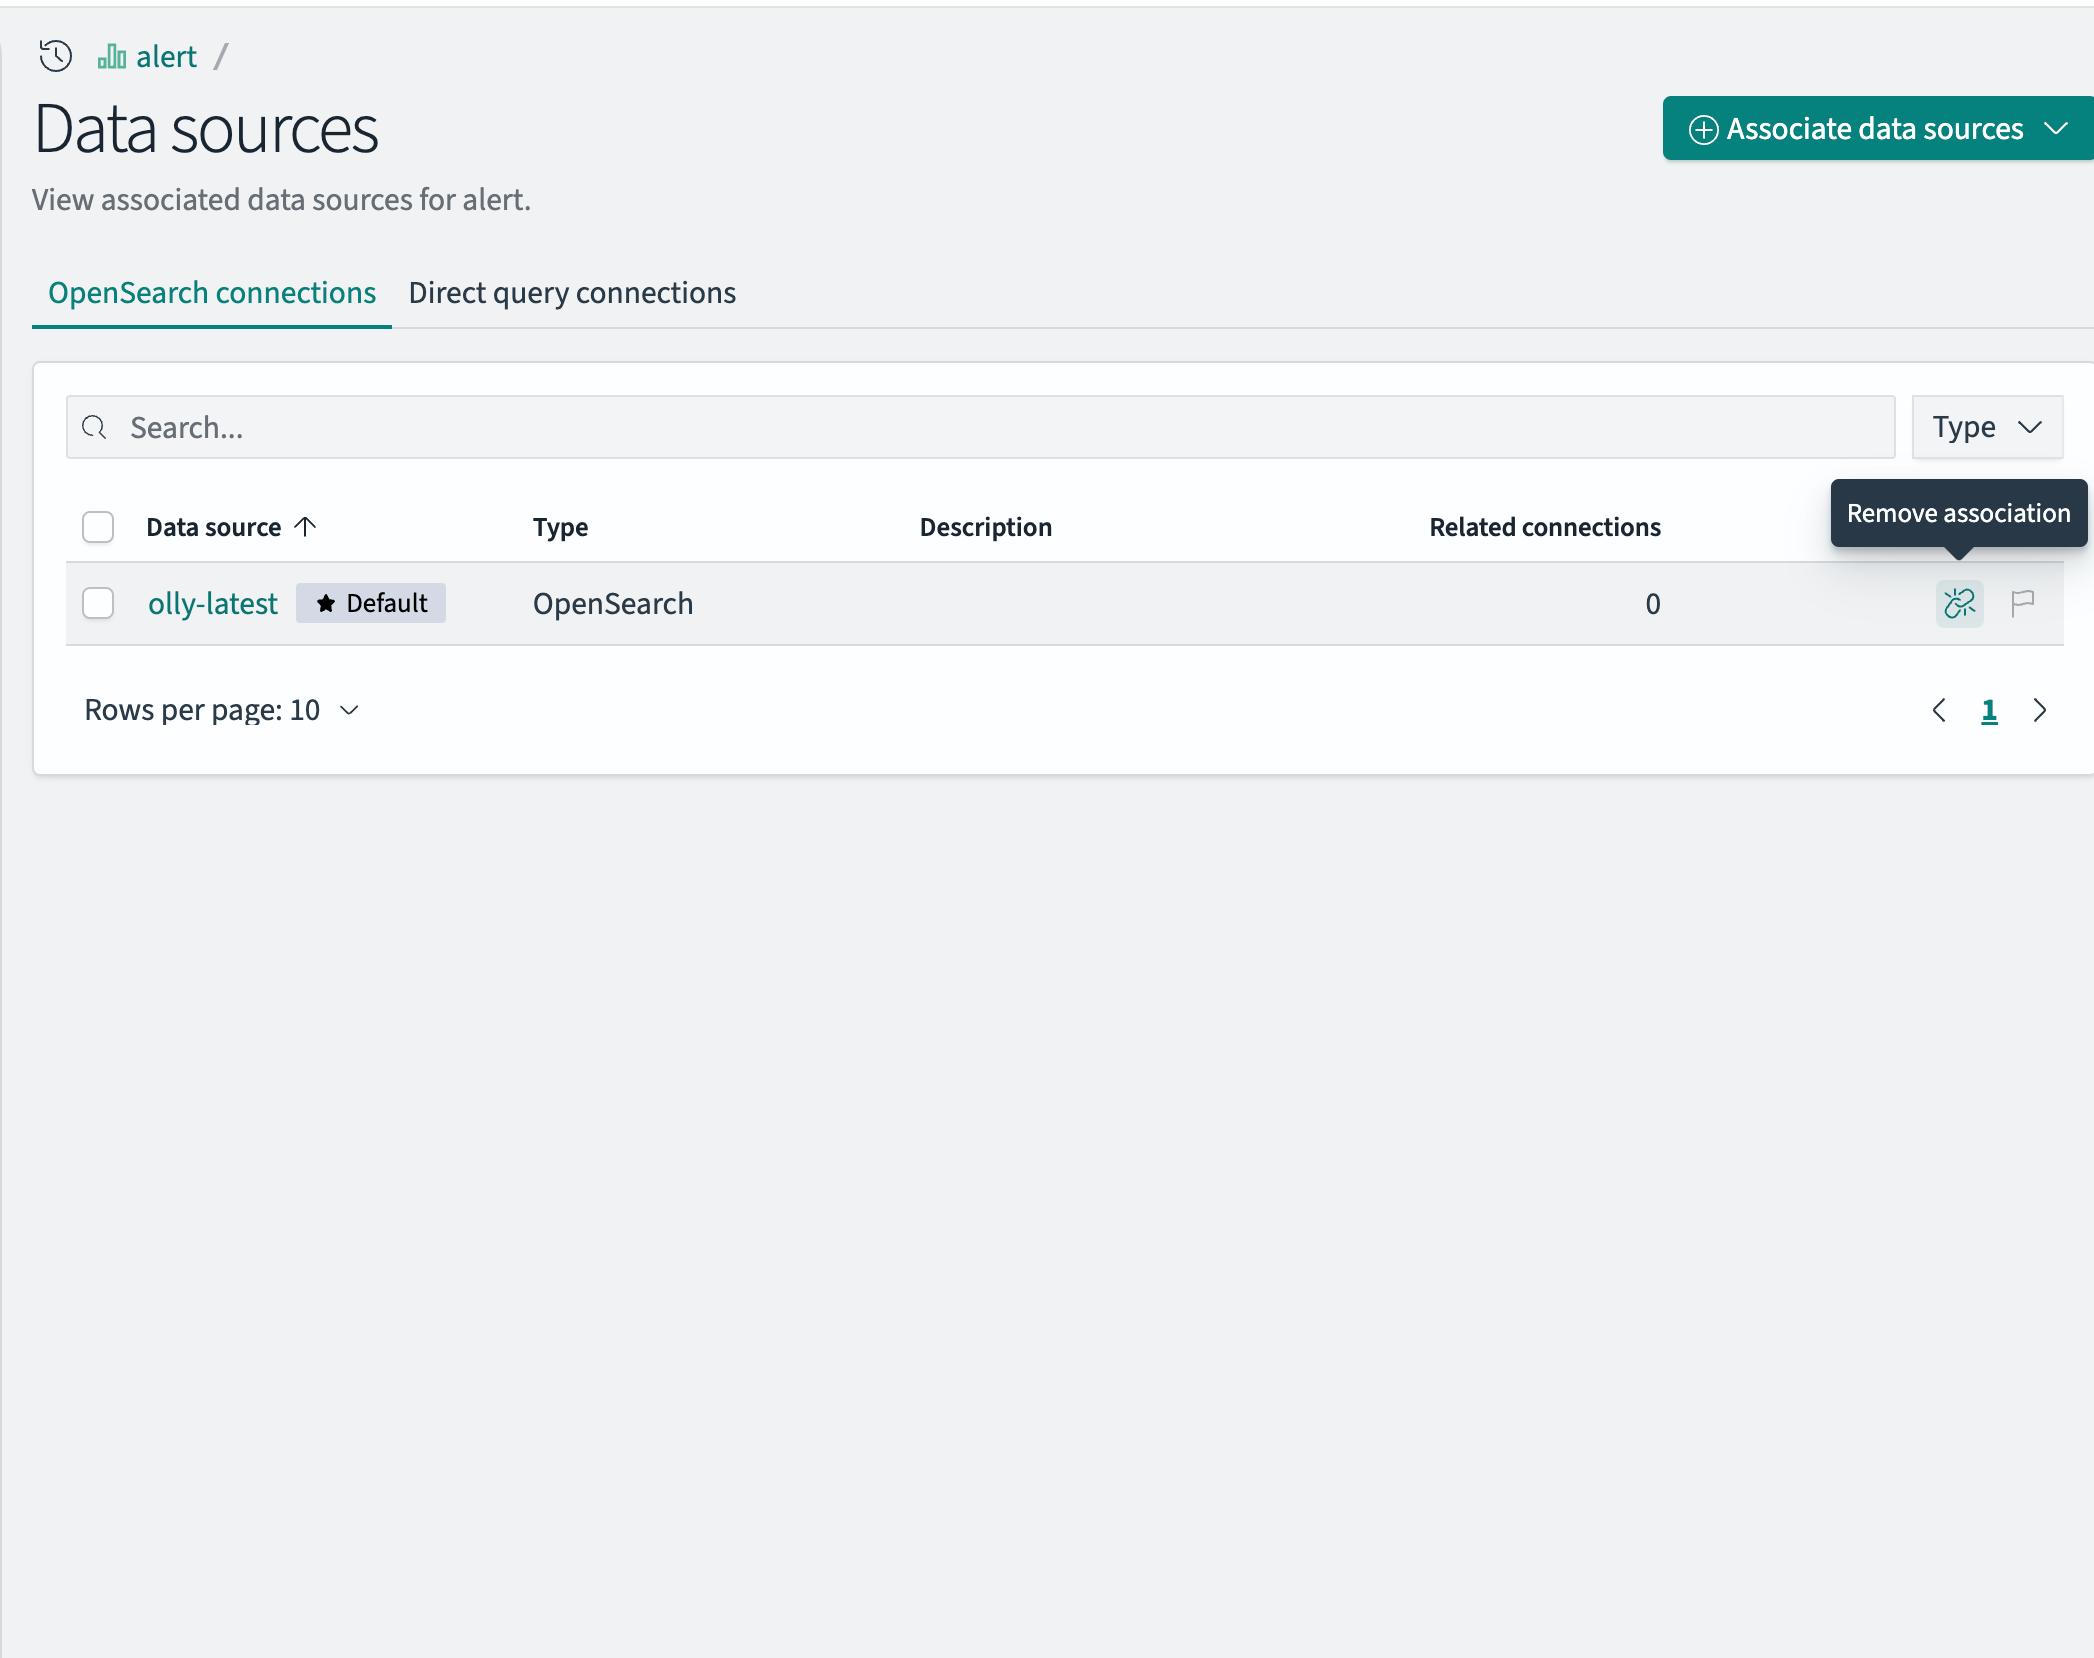 alert /
Data sources
Associate data sources
View associated data sources for alert.
OpenSearch connections Direct query connections
Search...
Type
Remove association
Data source Type Description Related connections
olly-latest Default OpenSearch 0
Rows per page: 10
1